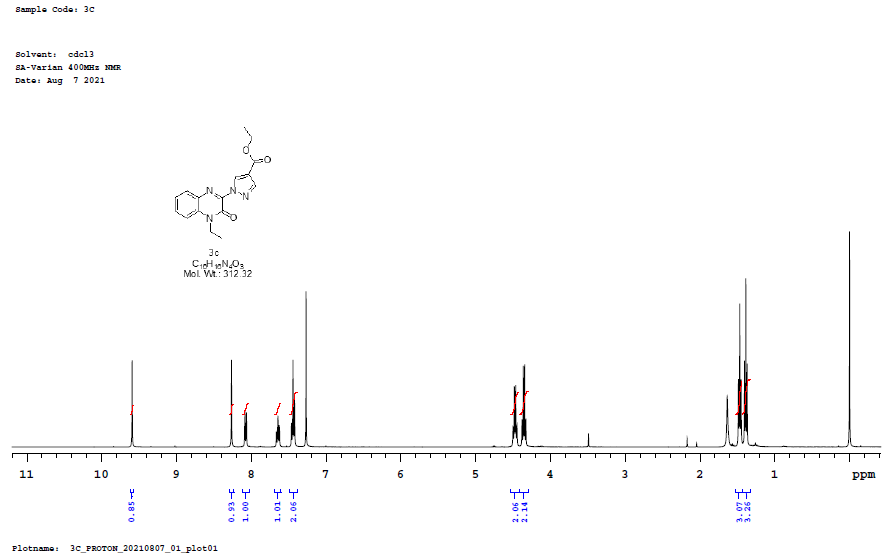 Sample Code: 3C
Solvent: cdcl3
SA-Varian 400MHz NMR
Date: Aug 7 2021
O
O
N
N
N
N
O
3c
C16H16N4O3
Mol. Wt.: 312.32
11 10 9 8 7 6 5 4 3 2 1 ppm
0.85 0.93 1.00 1.01 2.06 2.06 2.14 3.07 3.26
Plotname: 3C_PROTON_20210807_01_plot01